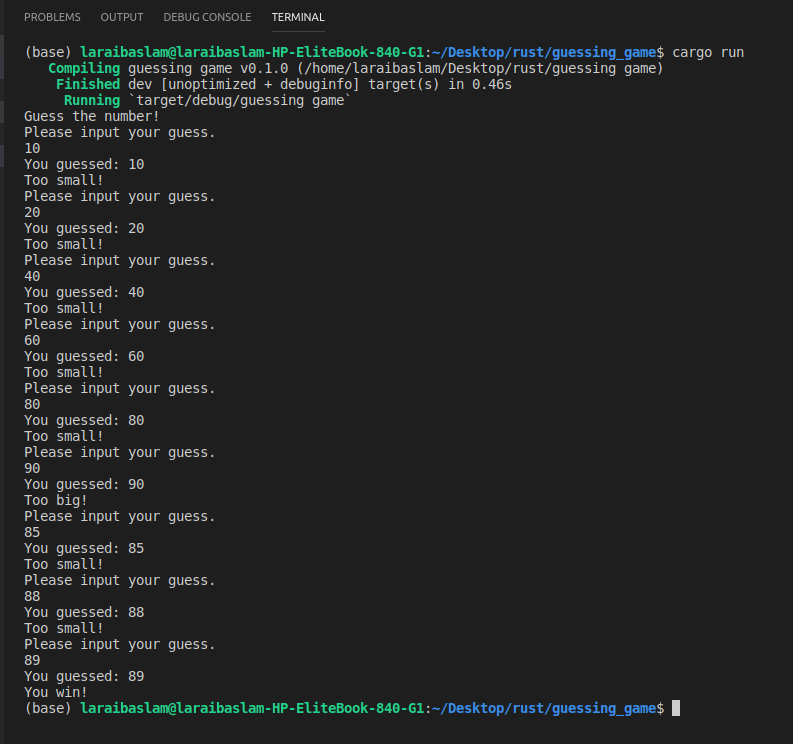 PROBLEMS OUTPUT DEBUG CONSOLE TERMINAL
(base) laraibaslam@laraibaslam-HP-EliteBook-840-G1:~/Desktop/rust/guessing_game$ cargo run
   Compiling guessing game v0.1.0 (/home/laraibaslam/Desktop/rust/guessing game)
    Finished dev [unoptimized + debuginfo] target(s) in 0.46s
     Running `target/debug/guessing game`
Guess the number!
Please input your guess.
10
You guessed: 10
Too small!
Please input your guess.
20
You guessed: 20
Too small!
Please input your guess.
40
You guessed: 40
Too small!
Please input your guess.
60
You guessed: 60
Too small!
Please input your guess.
80
You guessed: 80
Too small!
Please input your guess.
90
You guessed: 90
Too big!
Please input your guess.
85
You guessed: 85
Too small!
Please input your guess.
88
You guessed: 88
Too small!
Please input your guess.
89
You guessed: 89
You win!
(base) laraibaslam@laraibaslam-HP-EliteBook-840-G1:~/Desktop/rust/guessing_game$